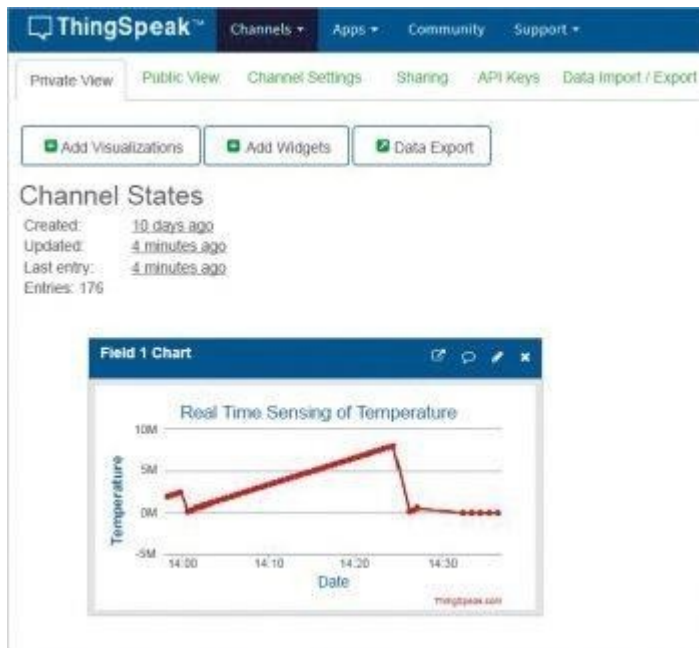 ThingSpeak™ Channels Apps Community Support
Private View Public View Channel Settings Sharing API Keys Data Import / Export
Add Visualizations Add Widgets Data Export
Channel States
Created: 10 days ago
Updated: 4 minutes ago
Last entry: 4 minutes ago
Entries: 176
Field 1 Chart
Real Time Sensing of Temperature
10M
5M
0M
-5M
Temperature
14:00 14:10 14:20 14:30
Date
ThingSpeak.com